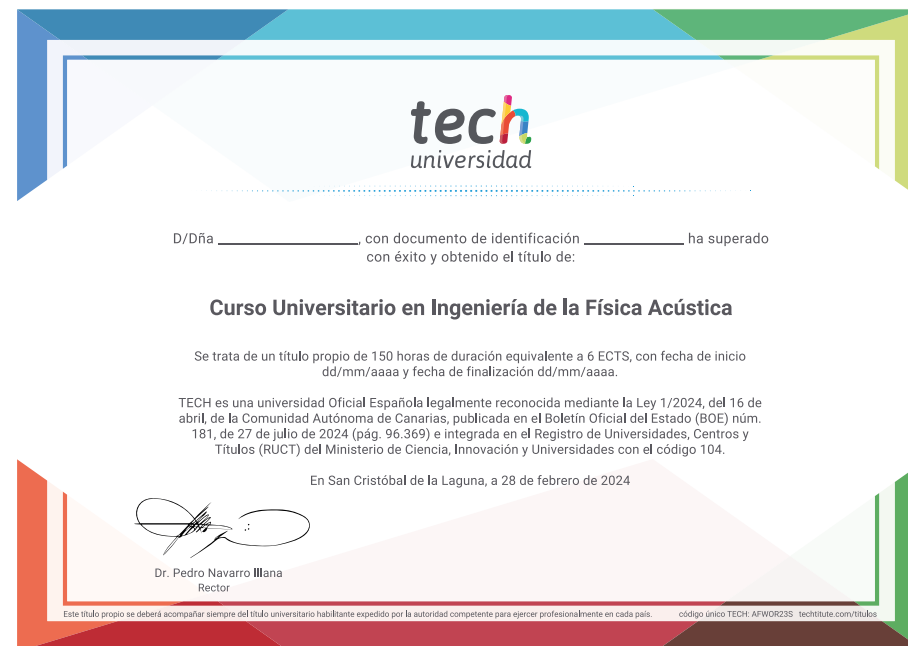 tech
universidad
D/Dña ____________________, con documento de identificación ______________ ha superado
con éxito y obtenido el título de:
Curso Universitario en Ingeniería de la Física Acústica
Se trata de un título propio de 150 horas de duración equivalente a 6 ECTS, con fecha de inicio
dd/mm/aaaa y fecha de finalización dd/mm/aaaa.
TECH es una universidad Oficial Española legalmente reconocida mediante la Ley 1/2024, del 16 de
abril, de la Comunidad Autónoma de Canarias, publicada en el Boletín Oficial del Estado (BOE) núm.
181, de 27 de julio de 2024 (pág. 96.369) e integrada en el Registro de Universidades, Centros y
Títulos (RUCT) del Ministerio de Ciencia, Innovación y Universidades con el código 104.
En San Cristóbal de la Laguna, a 28 de febrero de 2024
Dr. Pedro Navarro Illana
Rector
Este título propio se deberá acompañar siempre del título universitario habilitante expedido por la autoridad competente para ejercer profesionalmente en cada país. código único TECH: AFWOR23S techtitute.com/titulos